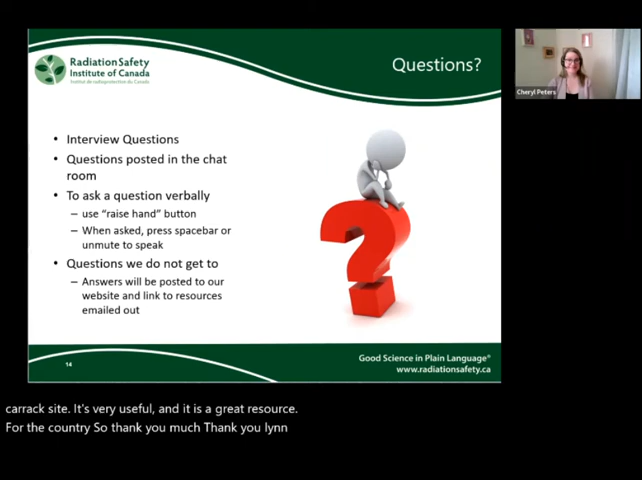 Radiation Safety
Institute of Canada
Institut de radioprotection du Canada
Questions?
• Interview Questions
• Questions posted in the chat
room
• To ask a question verbally
– use “raise hand” button
– When asked, press spacebar or
unmute to speak
• Questions we do not get to
– Answers will be posted to our
website and link to resources
emailed out
14
Good Science in Plain Language®
www.radiationsafety.ca
Cheryl Peters
carrack site. It's very useful, and it is a great resource.
For the country So thank you much Thank you lynn